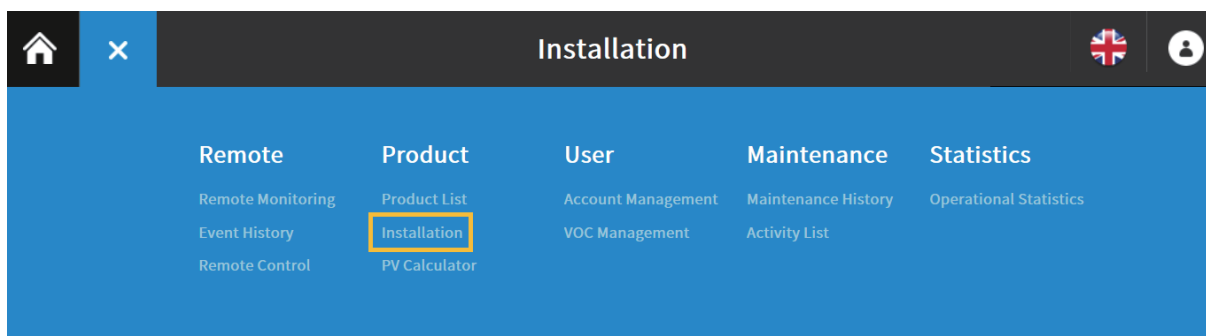 Installation
Remote Product User Maintenance Statistics
Remote Monitoring Product List Account Management Maintenance History Operational Statistics
Event History Installation VOC Management Activity List
Remote Control PV Calculator